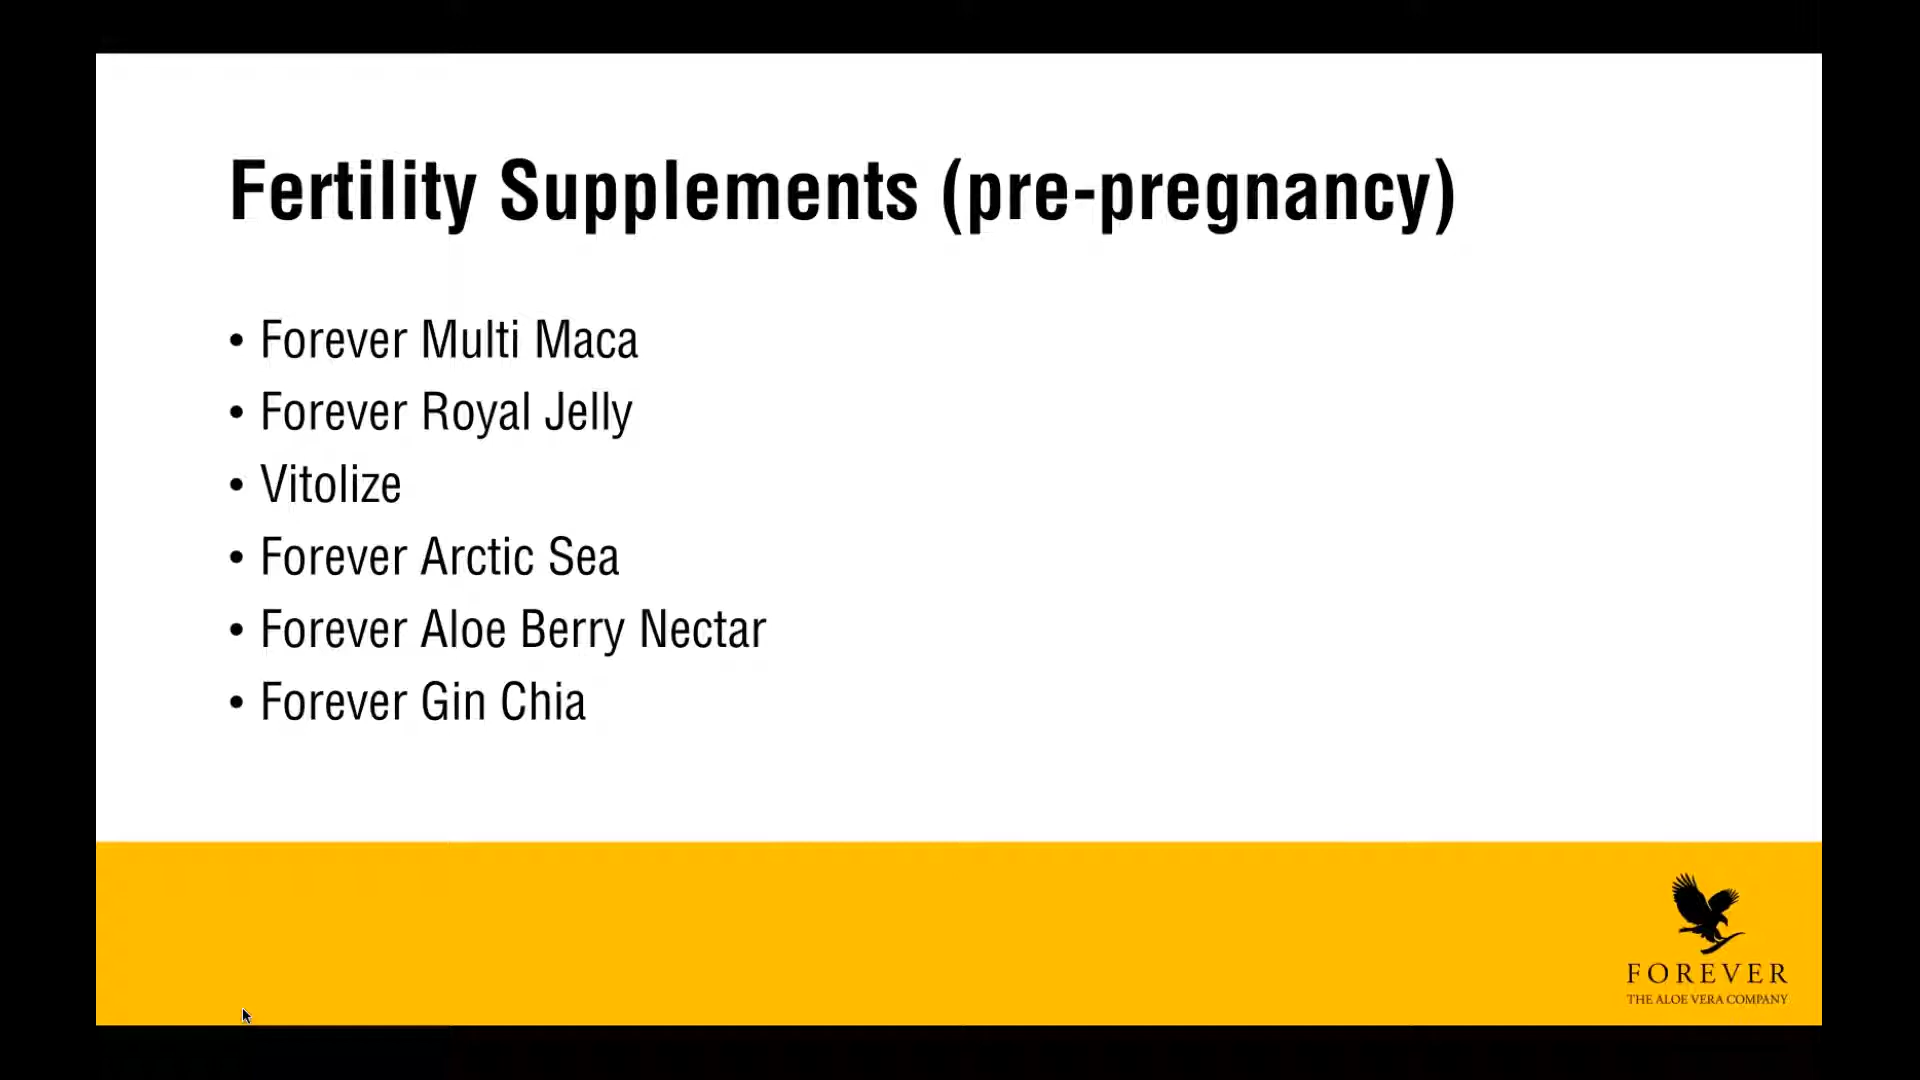 Fertility Supplements (pre-pregnancy)
• Forever Multi Maca
• Forever Royal Jelly
• Vitolize
• Forever Arctic Sea
• Forever Aloe Berry Nectar
• Forever Gin Chia
FOREVER
THE ALOE VERA COMPANY